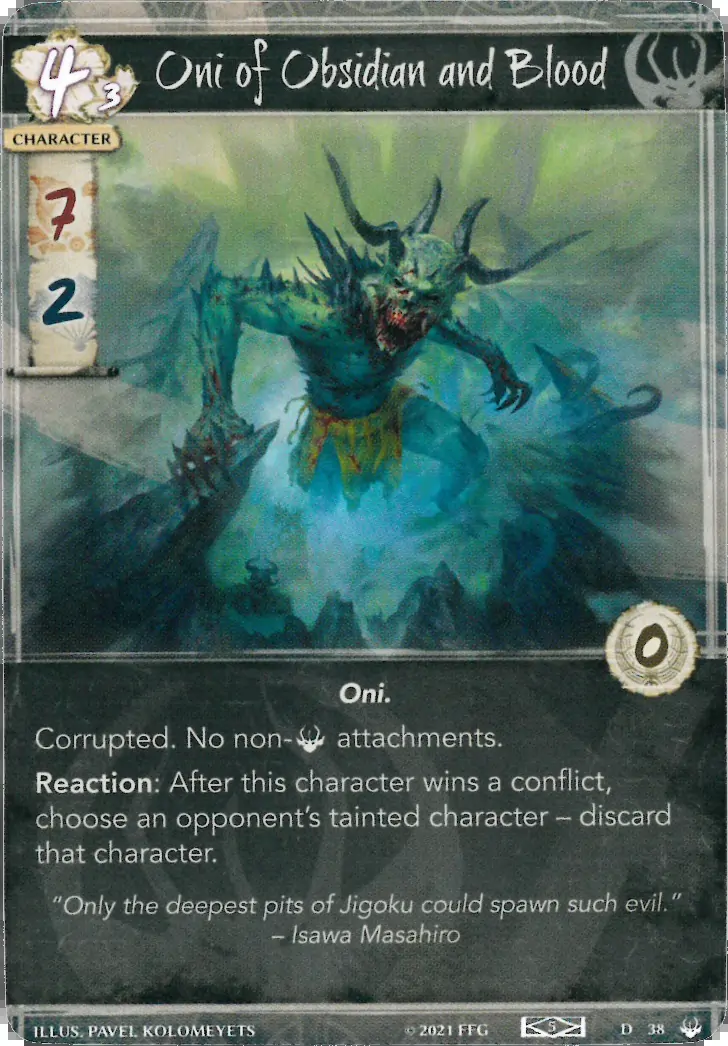 4
3
Oni of Obsidian and Blood
CHARACTER
7
2
0
Oni.
Corrupted. No non- attachments.
Reaction: After this character wins a conflict,
choose an opponent's tainted character – discard
that character.
"Only the deepest pits of Jigoku could spawn such evil."
– Isawa Masahiro
ILLUS. PAVEL KOLOMEYETS
© 2021 FFG
5
D 38